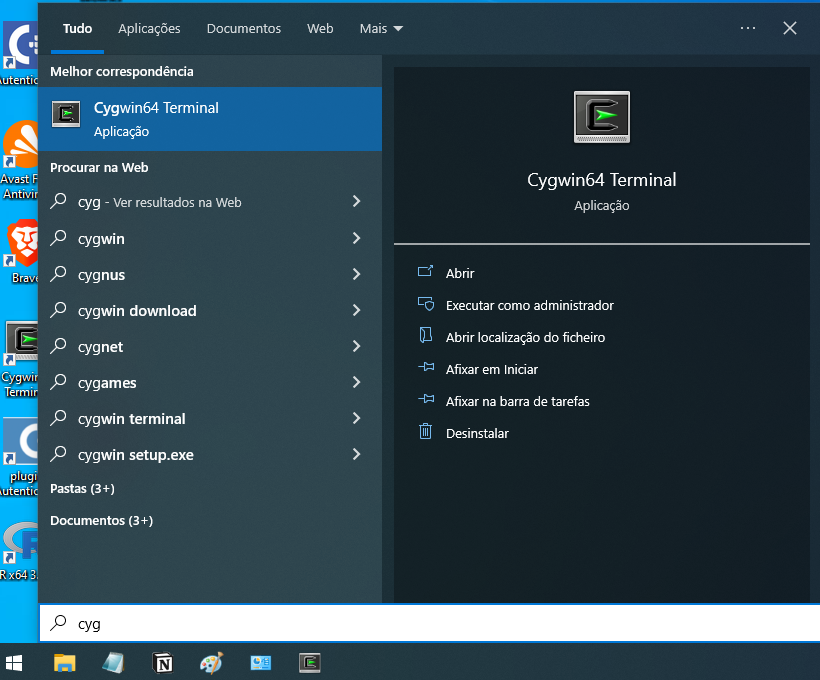 Tudo
Aplicações
Documentos
Web
Mais
Melhor correspondência
Cygwin64 Terminal
Aplicação
Procurar na Web
cyg - Ver resultados na Web
cygwin
cygnus
cygwin download
cygnet
cygames
cygwin terminal
cygwin setup.exe
Pastas (3+)
Documentos (3+)
Cygwin64 Terminal
Aplicação
Abrir
Executar como administrador
Abrir localização do ficheiro
Afixar em Iniciar
Afixar na barra de tarefas
Desinstalar
cyg
Avast F
Antivir
Brave
Cygwin
Termin
plugi
Autentic
R x64 3.